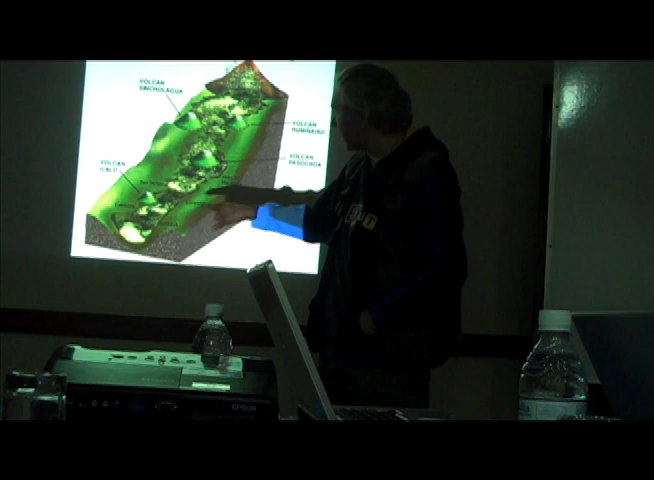 VOLCAN
SINCHOLAGUA
VOLCAN
RUMIÑAHUI
VOLCAN
PASOCHOA
VOLCAN
ILALO
EPSON